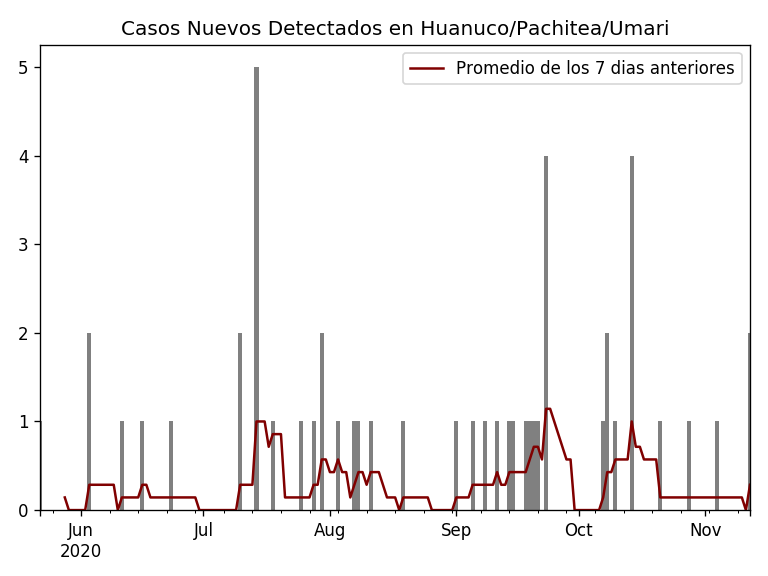 Casos Nuevos Detectados en Huanuco/Pachitea/Umari
Promedio de los 7 dias anteriores
5
4
3
2
1
0
Jun Jul Aug Sep Oct Nov
2020